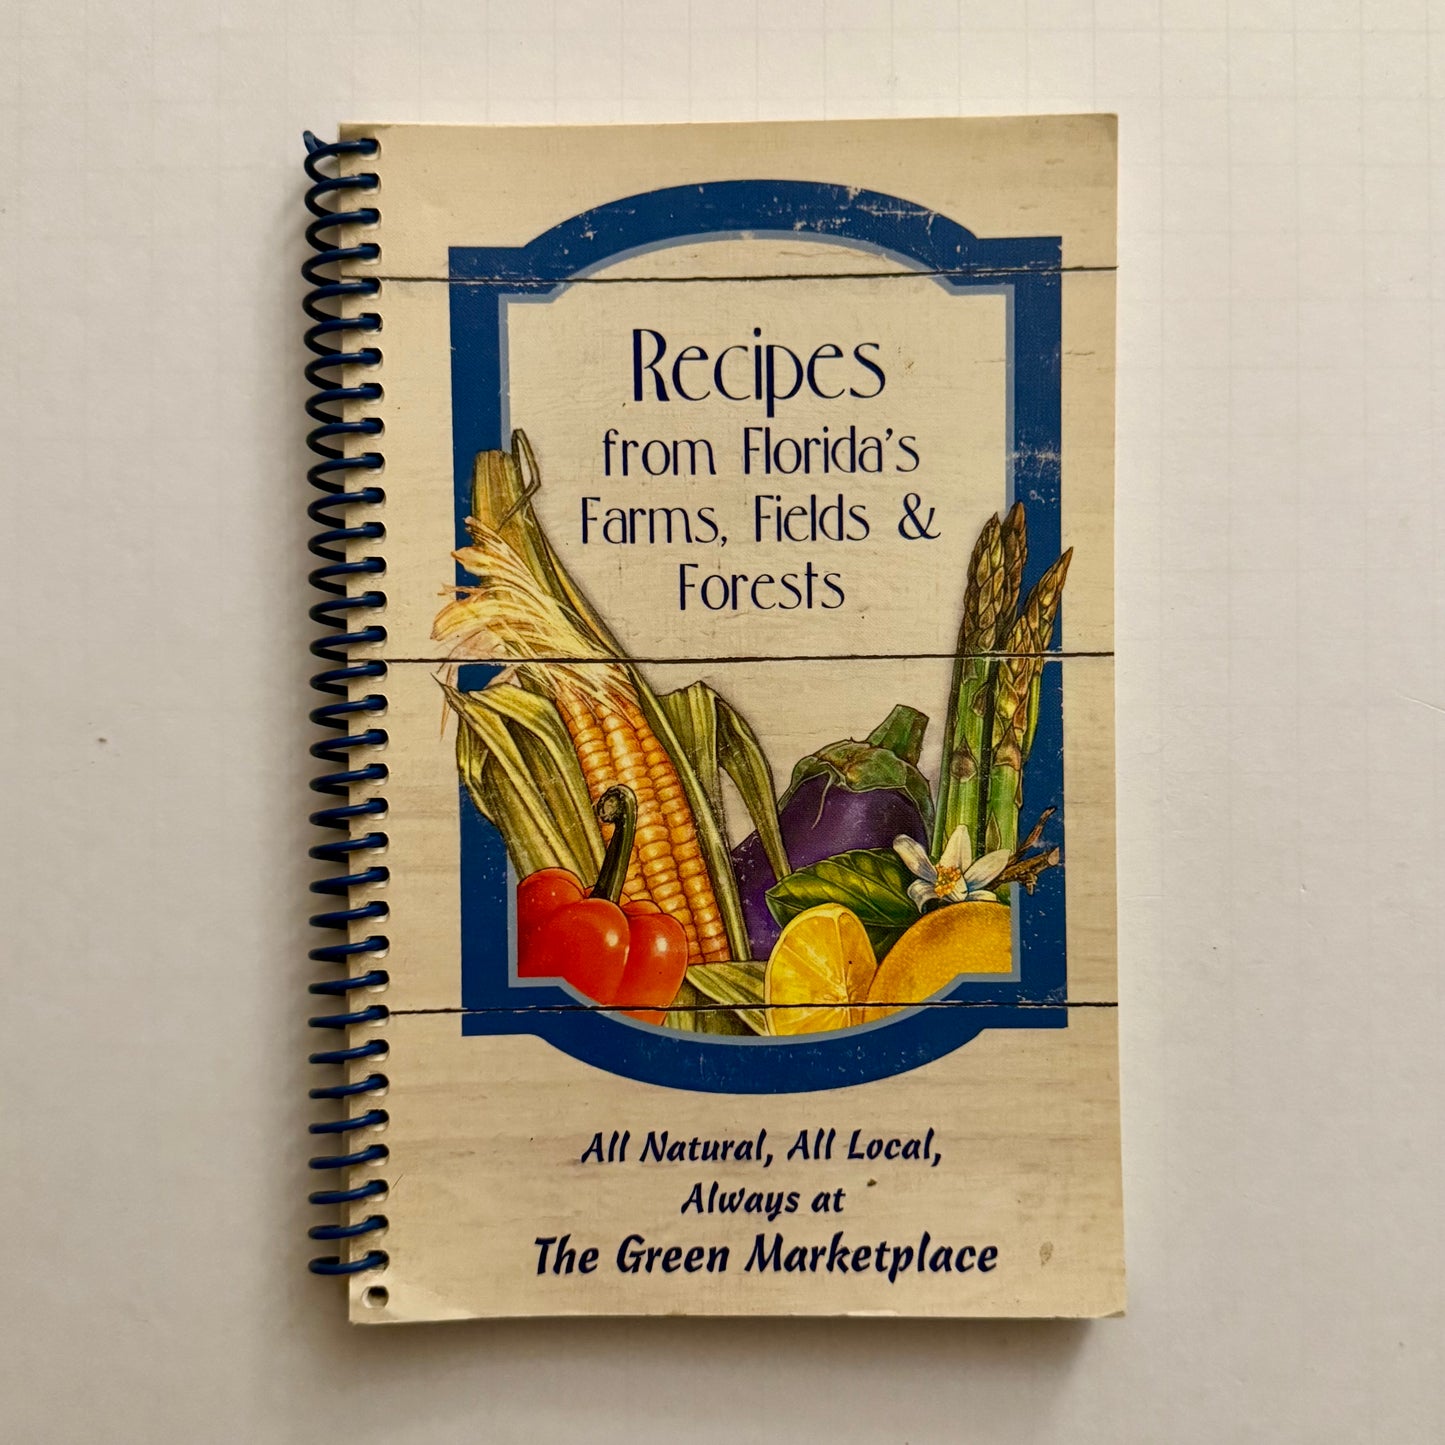 Recipes
from Florida's
Farms, Fields &
Forests
All Natural, All Local,
Always at
The Green Marketplace